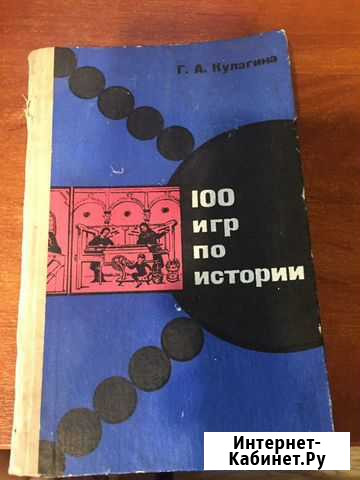 Г. А. Кулагина
100
игр
по
истории
Интернет-
Кабинет.Ру